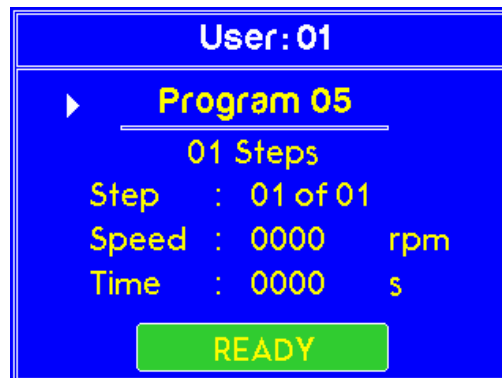 User:01
Program 05
01 Steps
Step : 01 of 01
Speed : 0000 rpm
Time : 0000 s
READY